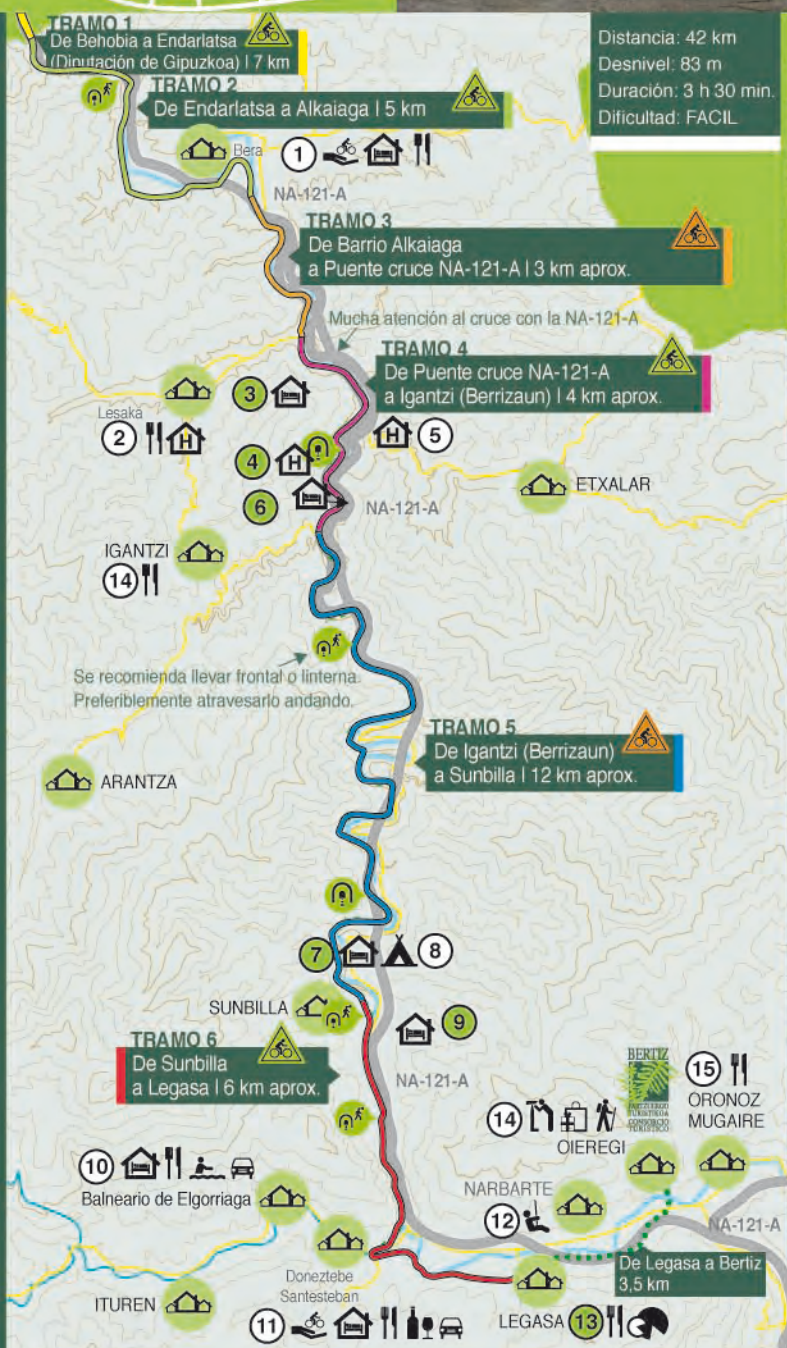 TRAMO 1
De Behobia a Endarlatsa
(Diputación de Gipuzkoa) | 7 km
Distancia: 42 km
Desnivel: 83 m
Duración: 3 h 30 min.
Dificultad: FACIL
TRAMO 2
De Endarlatsa a Alkaiaga | 5 km
Bera
1
NA-121-A
TRAMO 3
De Barrio Alkaiaga
a Puente cruce NA-121-A | 3 km aprox.
Mucha atención al cruce con la NA-121-A
TRAMO 4
De Puente cruce NA-121-A
a Igantzi (Berrizaun) | 4 km aprox.
3
Lesaka
2
H
5
H
4
H
6
ETXALAR
NA-121-A
IGANTZI
14
Se recomienda llevar frontal o linterna.
Preferiblemente atravesarlo andando.
TRAMO 5
De Igantzi (Berrizaun)
a Sunbilla | 12 km aprox.
ARANTZA
7
8
SUNBILLA
9
TRAMO 6
De Sunbilla
a Legasa | 6 km aprox.
NA-121-A
BERTIZ
CONSORCIO
TURISTICO
15
ORONOZ
MUGAIRE
14
OIEREGI
10
Balneario de Elgorriaga
NARBARTE
12
NA-121-A
De Legasa a Bertiz
3,5 km
Doneztebe
Santesteban
ITUREN
11
LEGASA
13